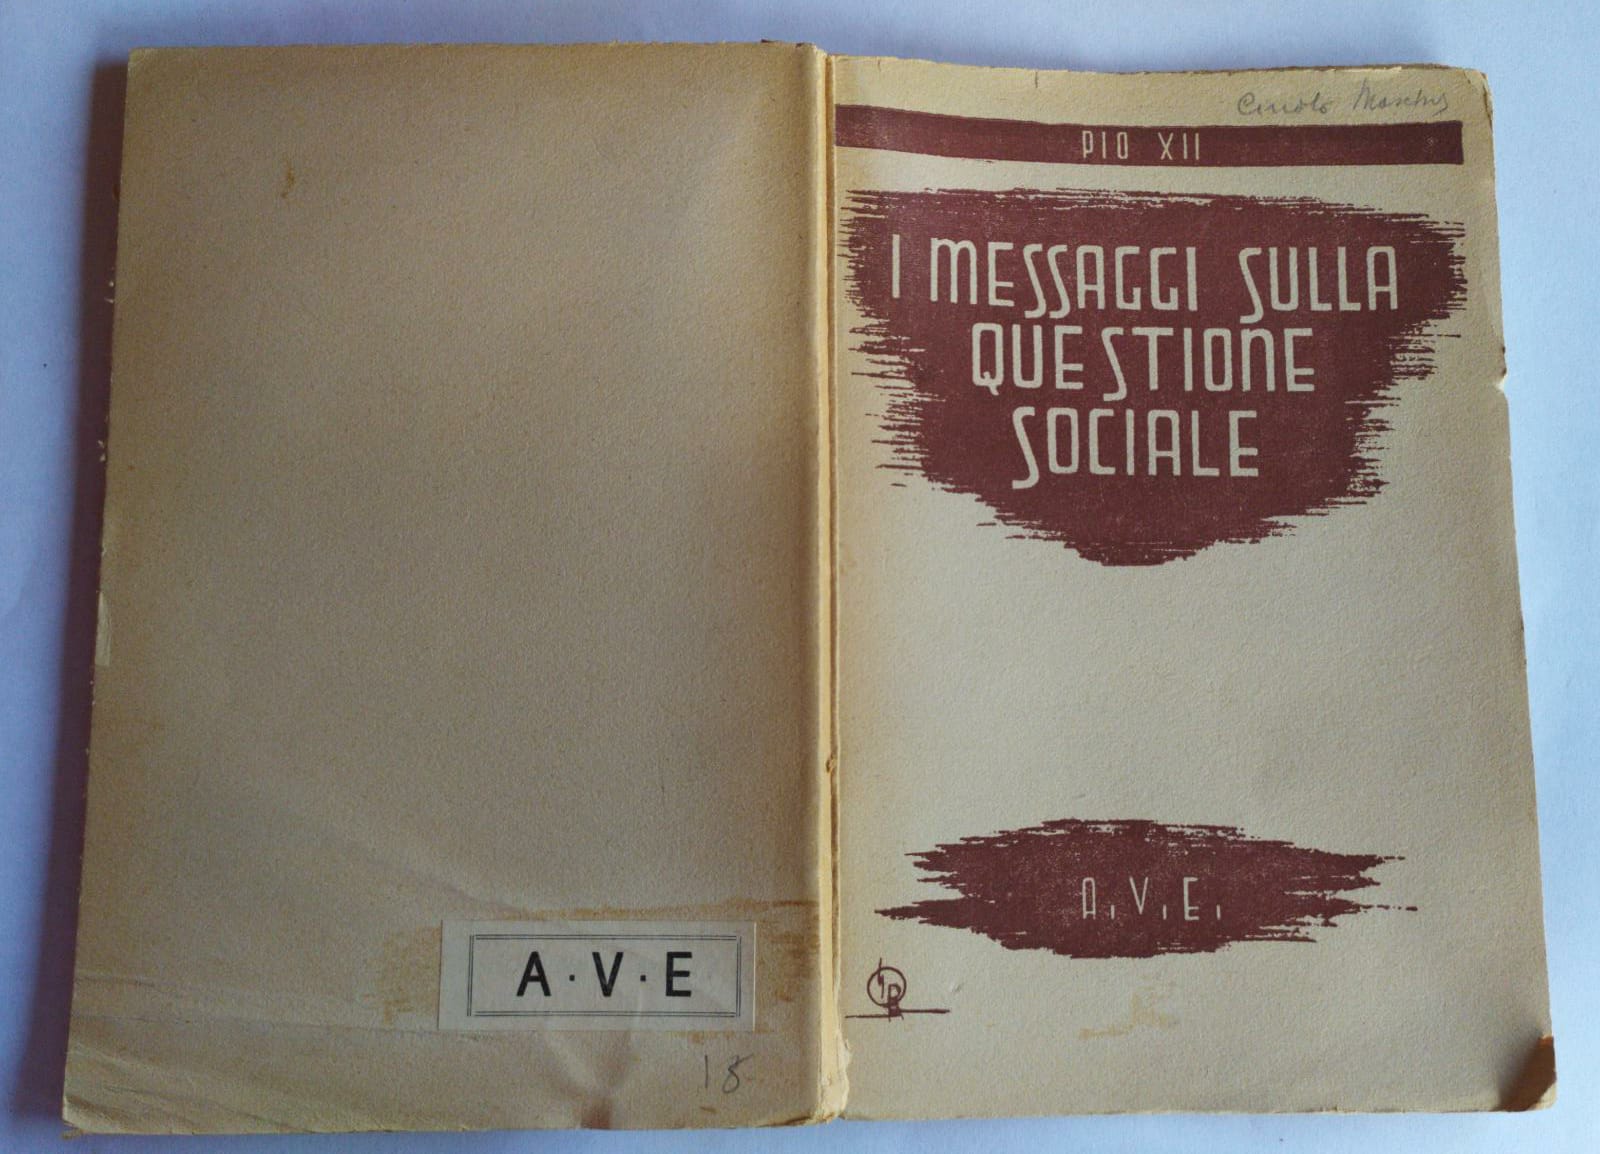 PIO XII
I MESSAGGI SULLA
QUESTIONE
SOCIALE
A.V.E.
A·V·E
18